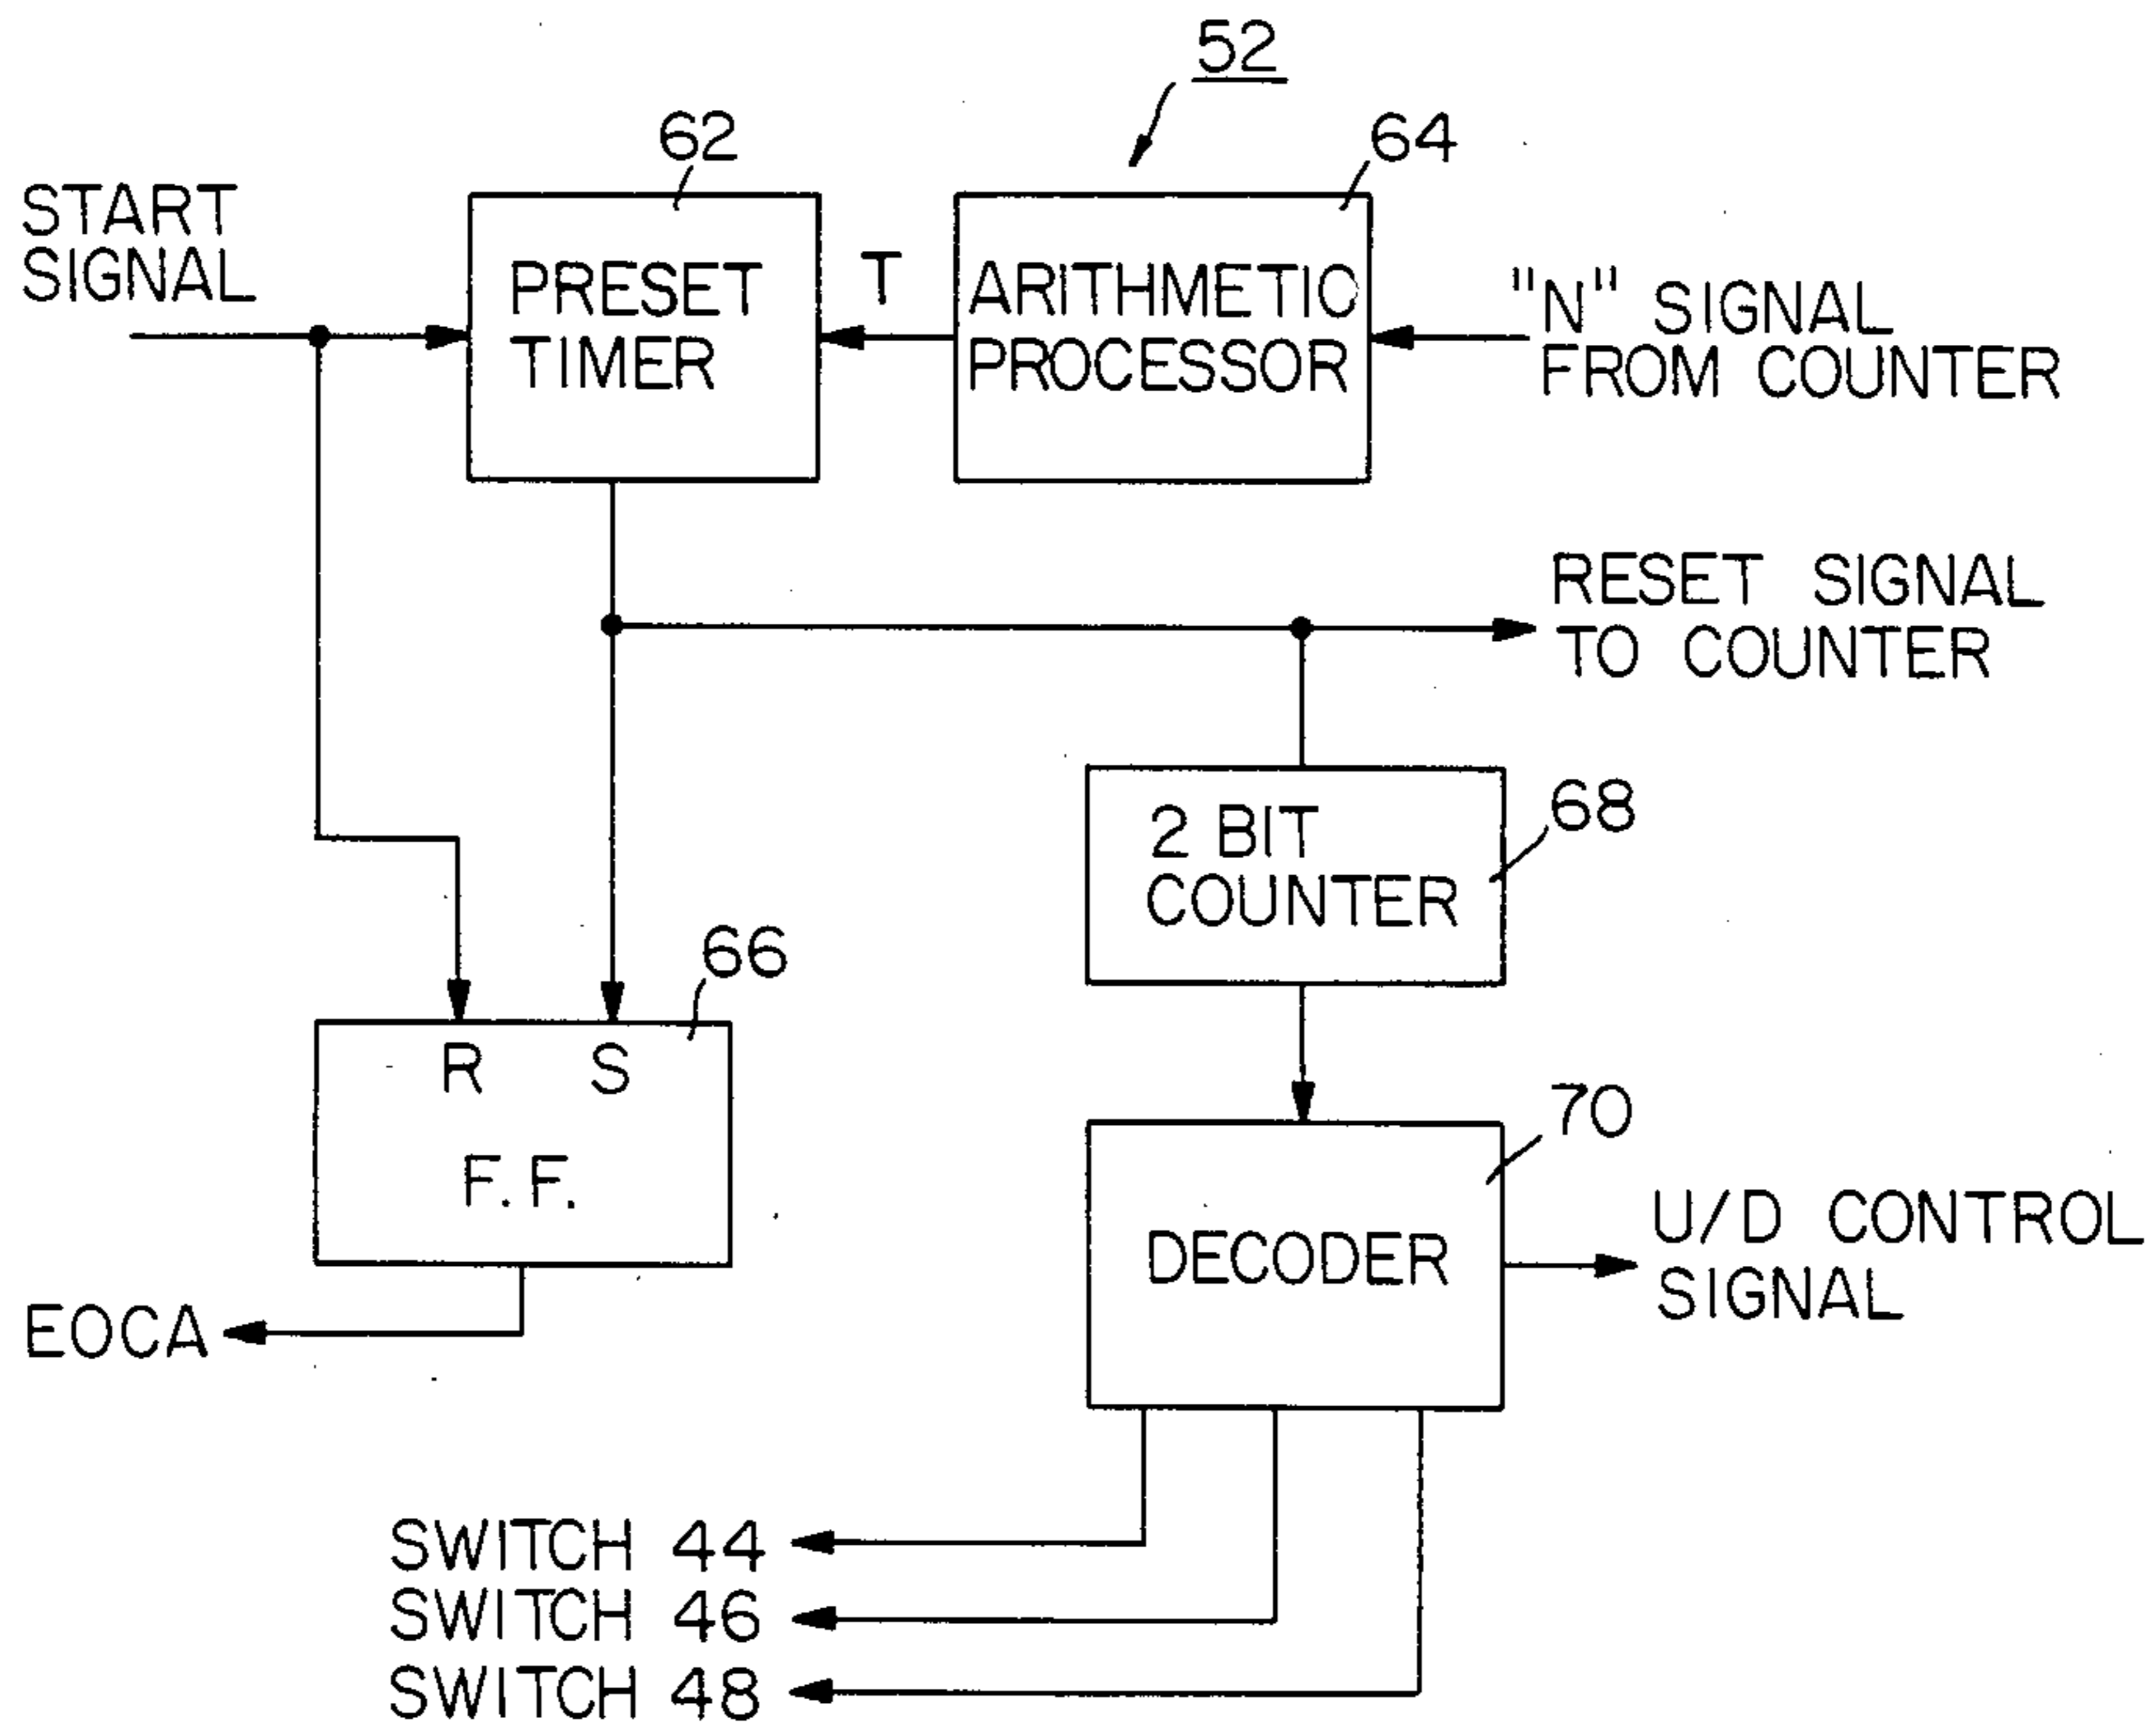 52
62
64
START
SIGNAL
PRESET
TIMER
T
ARITHMETIC
PROCESSOR
"N" SIGNAL
FROM COUNTER
RESET SIGNAL
TO COUNTER
2 BIT
COUNTER
68
66
R S
F.F.
EOCA
70
DECODER
U/D CONTROL
SIGNAL
SWITCH 44
SWITCH 46
SWITCH 48